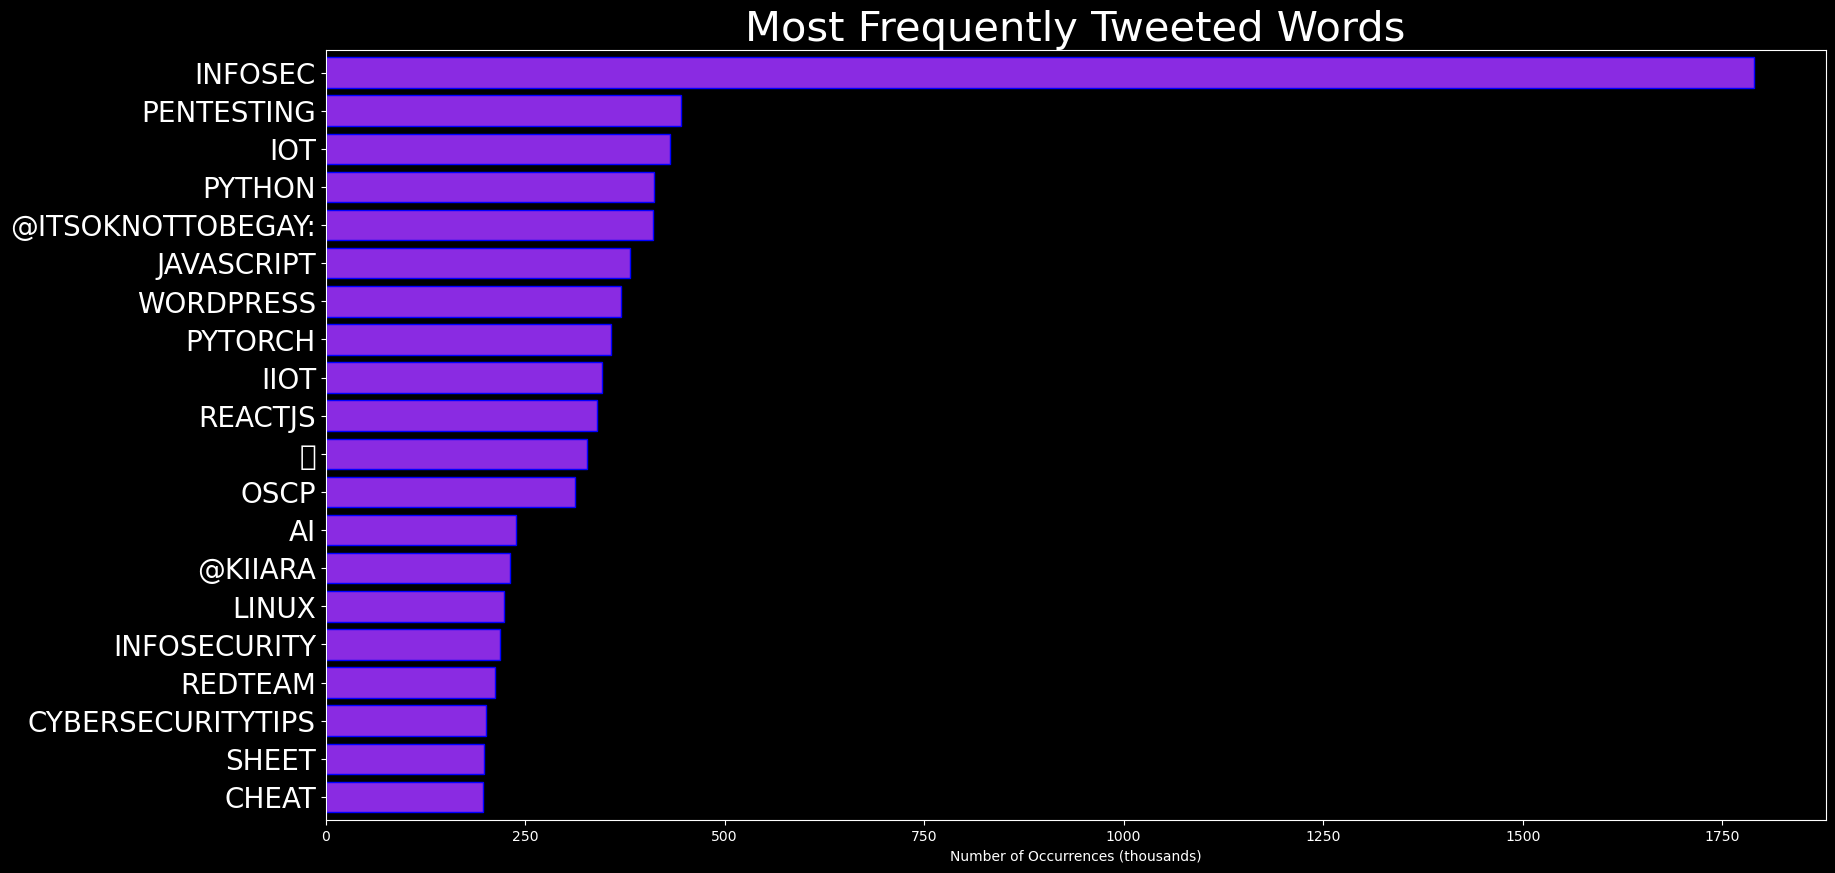 Most Frequently Tweeted Words
INFOSEC
PENTESTING
IOT
PYTHON
@ITSOKNOTTOBEGAY:
JAVASCRIPT
WORDPRESS
PYTORCH
IIOT
REACTJS
OSCP
AI
@KIIARA
LINUX
INFOSECURITY
REDTEAM
CYBERSECURITYTIPS
SHEET
CHEAT
0 250 500 750 1000 1250 1500 1750
Number of Occurrences (thousands)